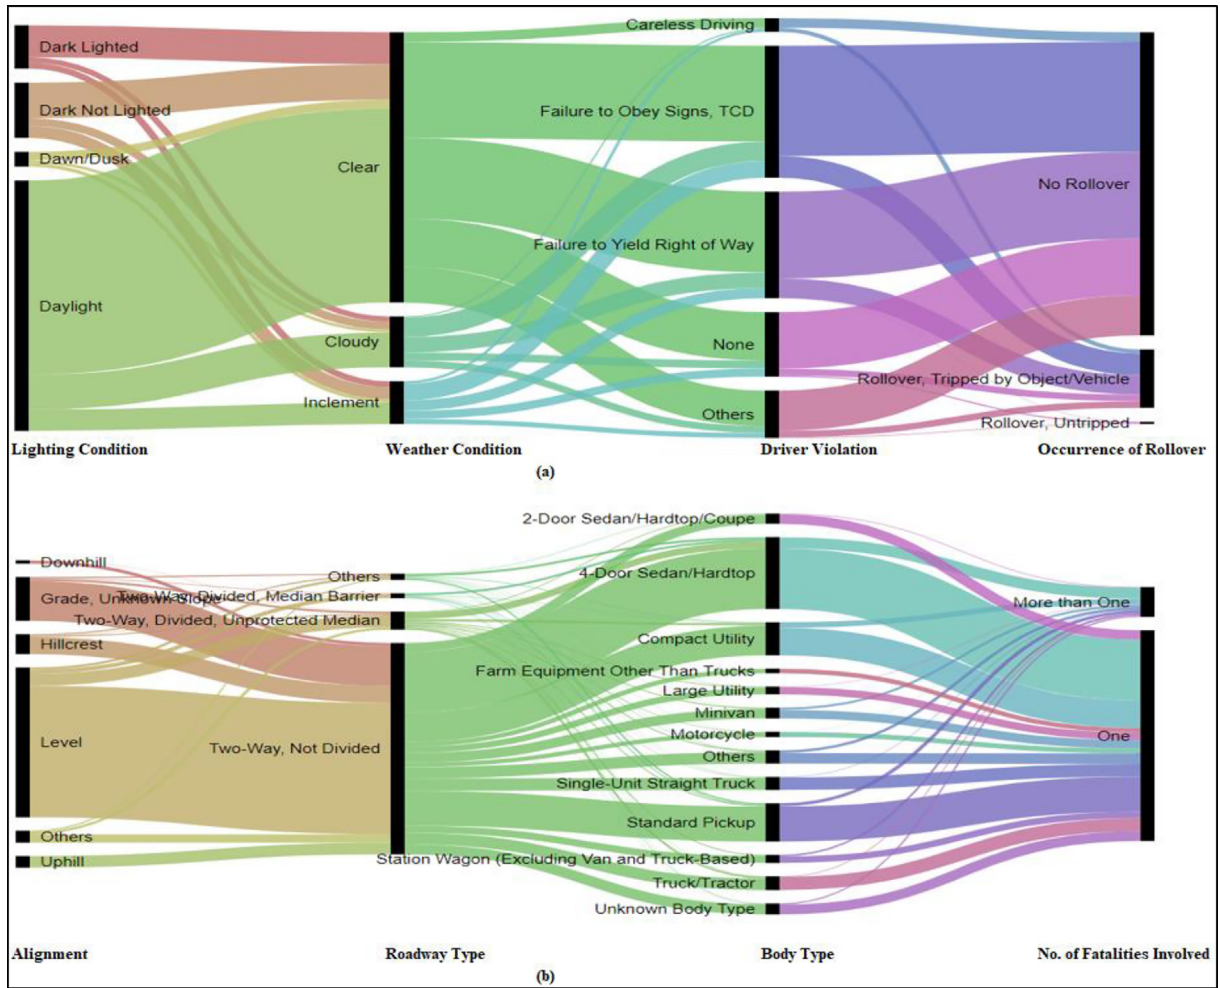 Careless Driving
Dark Lighted
Dark Not Lighted
Failure to Obey Signs, TCD
Dawn/Dusk
Clear
No Rollover
Failure to Yield Right of Way
Daylight
Cloudy
None
Rollover, Tripped by Object/Vehicle
Inclement
Others
Rollover, Untripped
Lighting Condition
Weather Condition
Driver Violation
Occurrence of Rollover
(a)
2-Door Sedan/Hardtop/Coupe
Downhill
Others
4-Door Sedan/Hardtop
Grade, Unknown Slope
Two-Way, Divided, Median Barrier
More than One
Two-Way, Divided, Unprotected Median
Hillcrest
Compact Utility
Farm Equipment Other Than Trucks
Large Utility
Minivan
Motorcycle
One
Level
Two-Way, Not Divided
Others
Single-Unit Straight Truck
Standard Pickup
Others
Station Wagon (Excluding Van and Truck-Based)
Uphill
Truck/Tractor
Unknown Body Type
Alignment
Roadway Type
Body Type
No. of Fatalities Involved
(b)